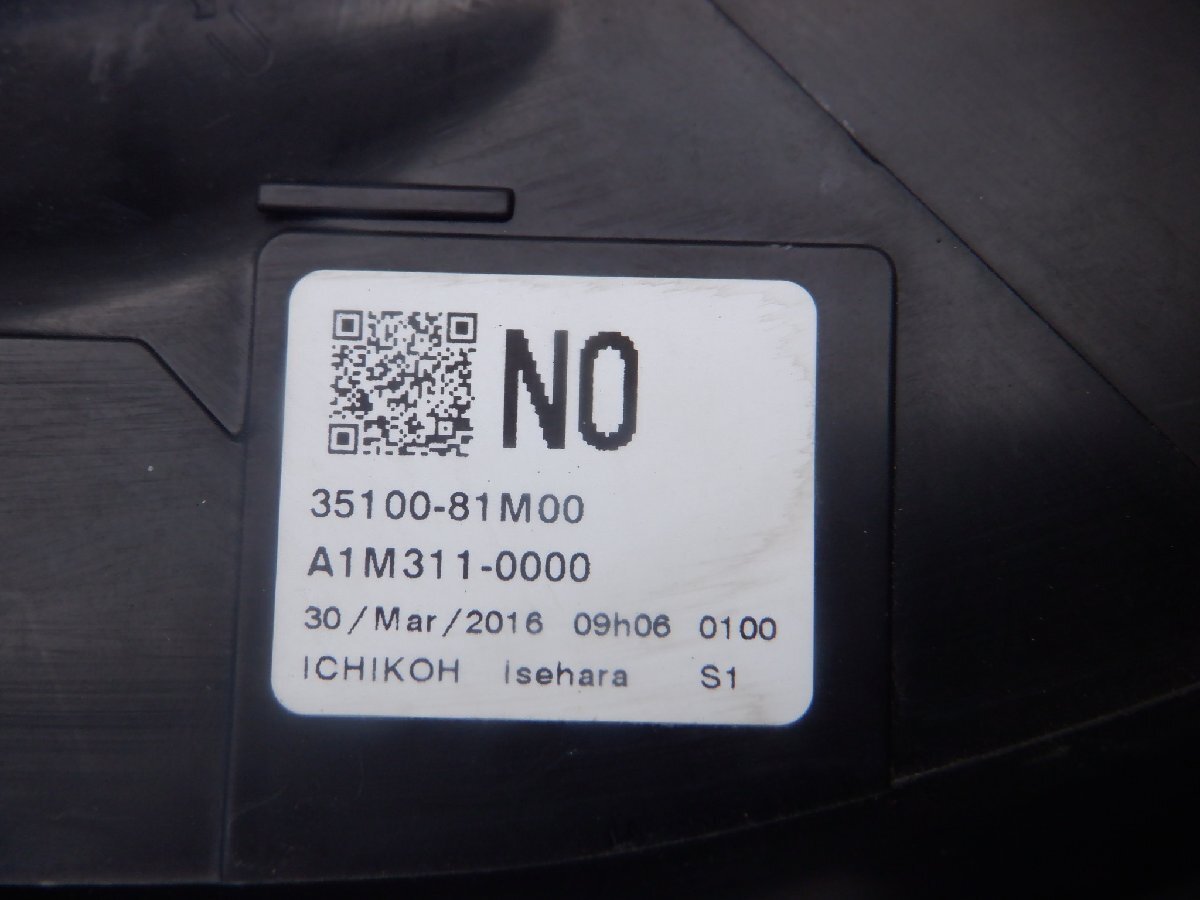 NO
35100-81M00
A1M311-0000
30/Mar/2016 09h06 0100
ICHIKOH Isehara S1